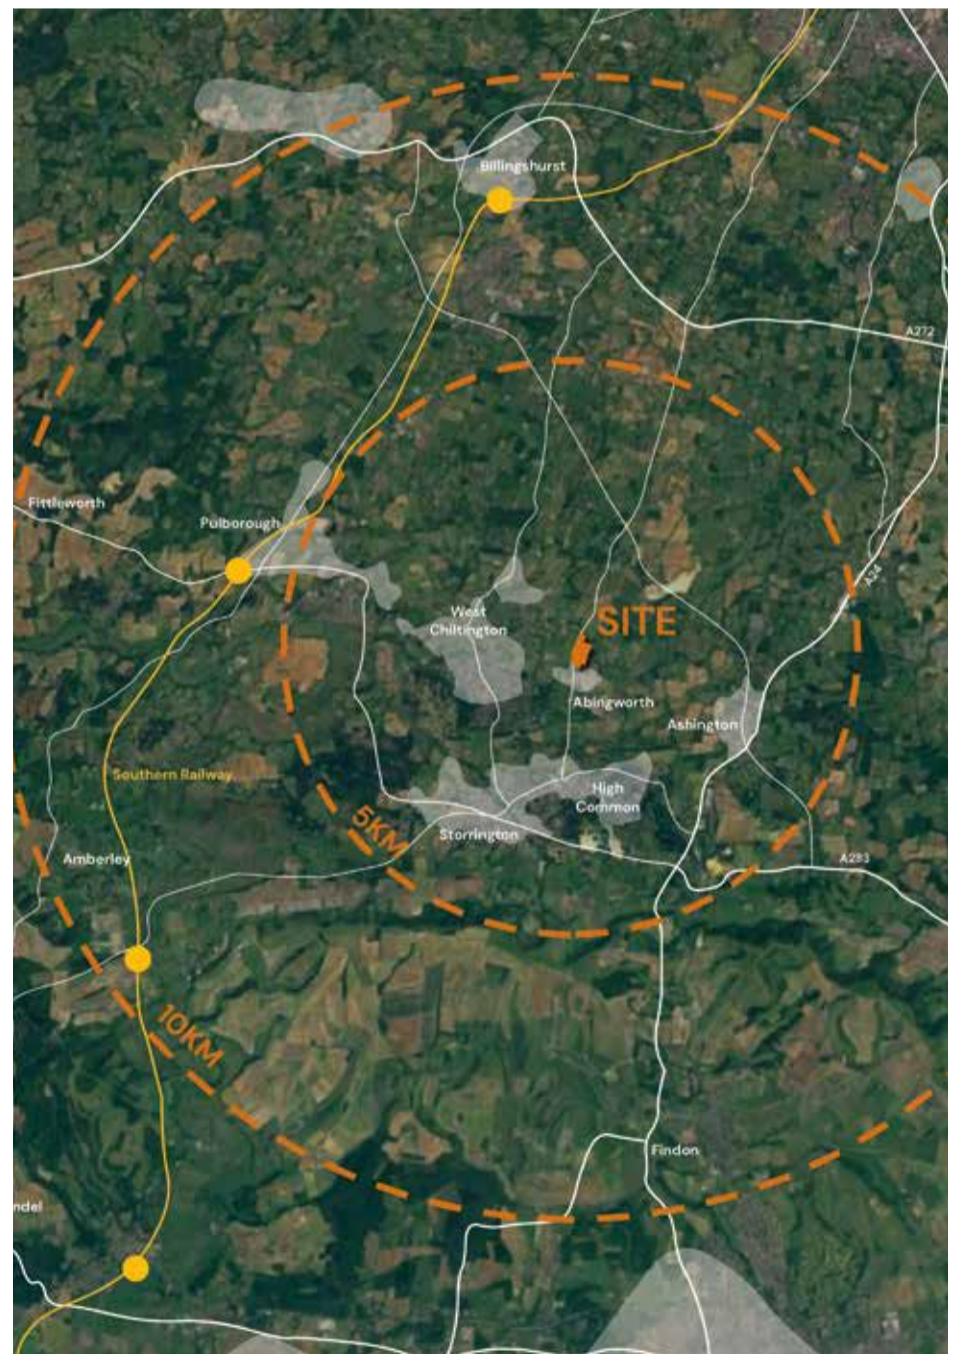 Billingshurst
A272
Fittleworth
Pulborough
A24
West
Chiltington
SITE
Abingworth
Ashington
Southern Railway
High
Common
5KM
Storrington
Amberley
A283
10KM
Findon
ndel